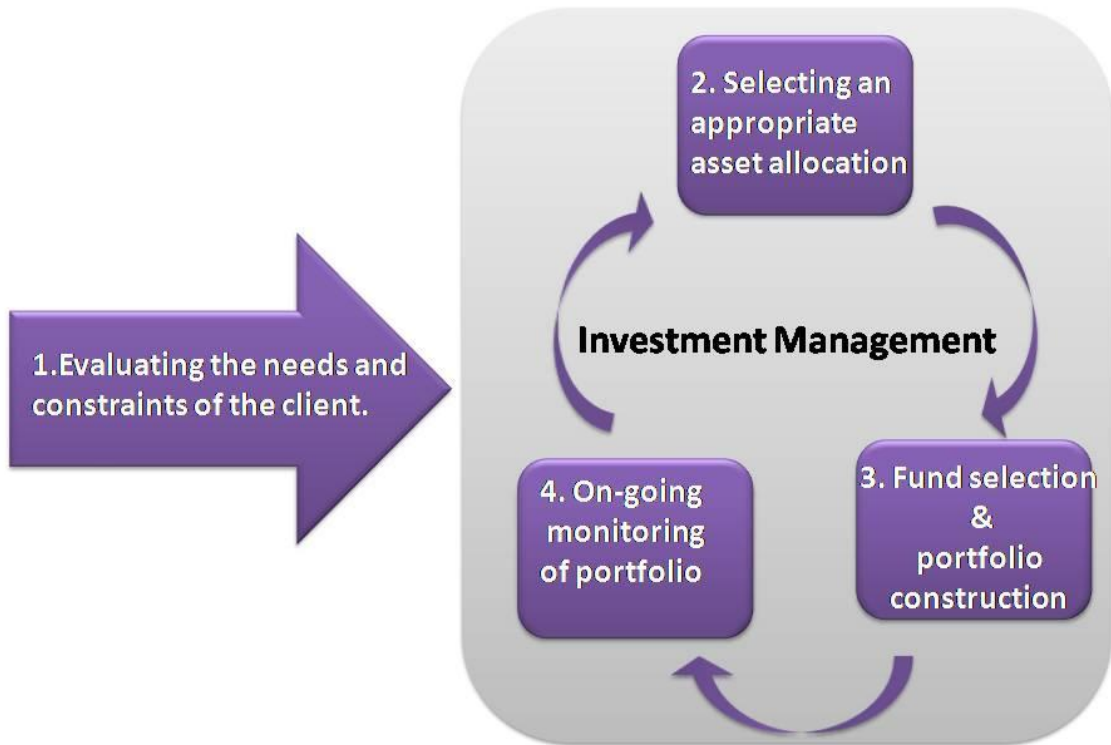 1.Evaluating the needs and
constraints of the client.
2. Selecting an
appropriate
asset allocation
Investment Management
3. Fund selection
&
portfolio
construction
4. On-going
monitoring
of portfolio